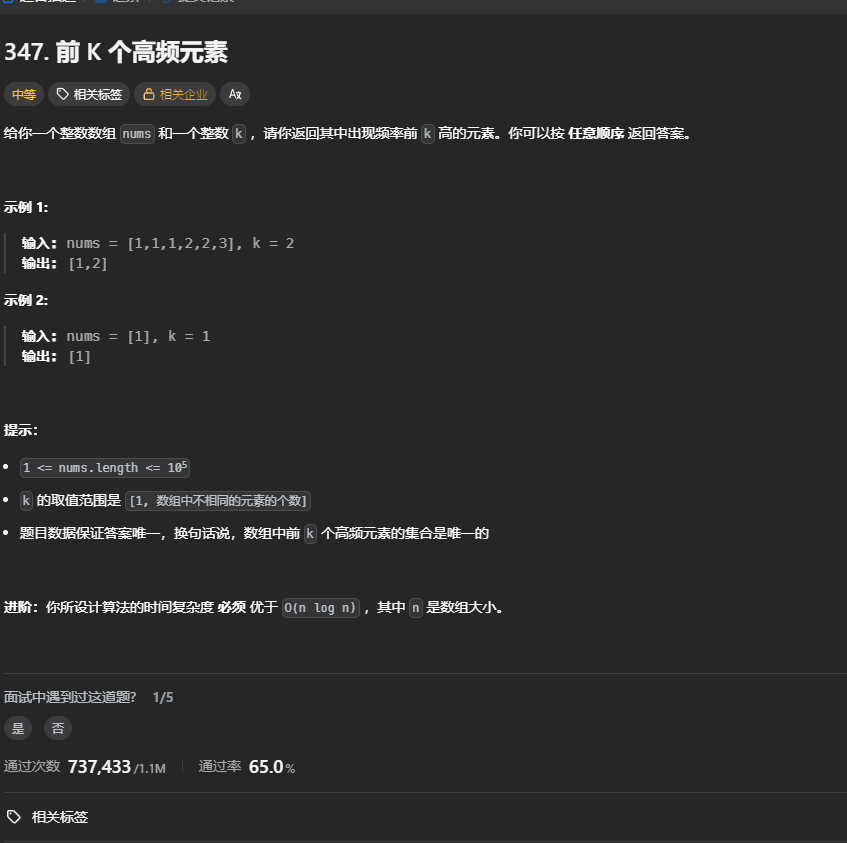 347. 前 K 个高频元素
中等 相关标签 相关企业 Aא
给你一个整数数组 nums 和一个整数 k ，请你返回其中出现频率前 k 高的元素。你可以按 任意顺序 返回答案。
示例 1:
输入: nums = [1,1,1,2,2,3], k = 2
输出: [1,2]
示例 2:
输入: nums = [1], k = 1
输出: [1]
提示：
1 <= nums.length <= 10⁵
k 的取值范围是 [1, 数组中不相同的元素的个数]
题目数据保证答案唯一，换句话说，数组中前 k 个高频元素的集合是唯一的
进阶：你所设计算法的时间复杂度 必须 优于 O(n log n) ，其中 n 是数组大小。
面试中遇到过这道题? 1/5
是 否
通过次数 737,433/1.1M 通过率 65.0%
相关标签